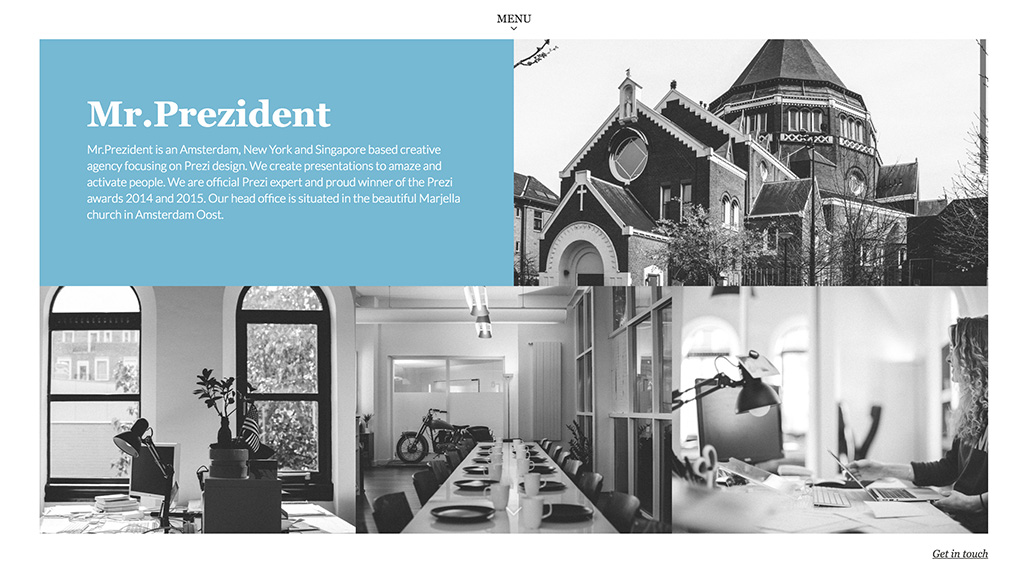 MENU
Mr.Prezident
Mr.Prezident is an Amsterdam, New York and Singapore based creative
agency focusing on Prezi design. We create presentations to amaze and
activate people. We are official Prezi expert and proud winner of the Prezi
awards 2014 and 2015. Our head office is situated in the beautiful Marjella
church in Amsterdam Oost.
Get in touch